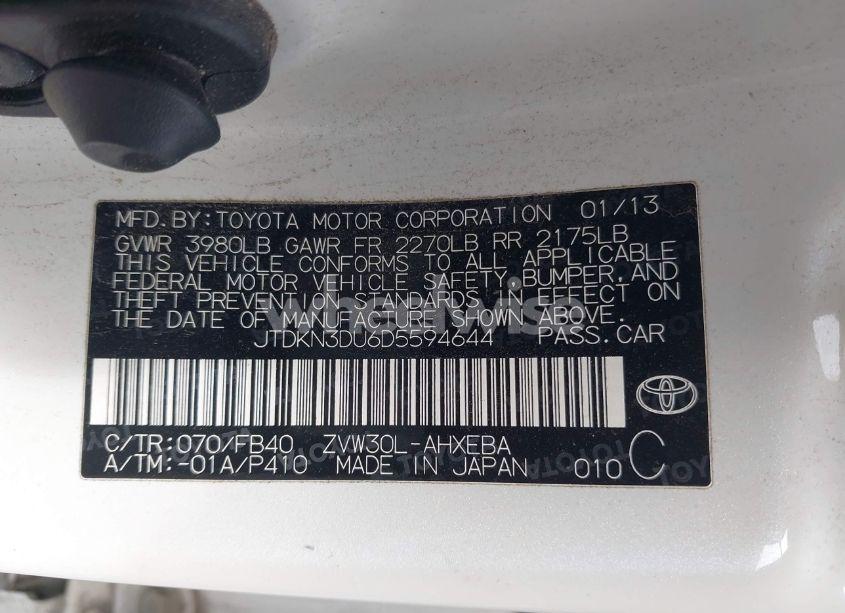 MFD.BY:TOYOTA MOTOR CORPORATION 01/13
GVWR 3980LB GAWR FR 2270LB RR 2175LB
THIS VEHICLE CONFORMS TO ALL APPLICABLE
FEDERAL MOTOR VEHICLE SAFETY,BUMPER,AND
THEFT PREVENTION STANDARDS IN EFFECT ON
THE DATE OF MANUFACTURE SHOWN ABOVE.
wheelwise
JTDKN3DU6D5594644 PASS.CAR
C/TR:070/FB40 ZVW30L-AHXEBA
A/TM:-01A/P410 MADE IN JAPAN 010 C